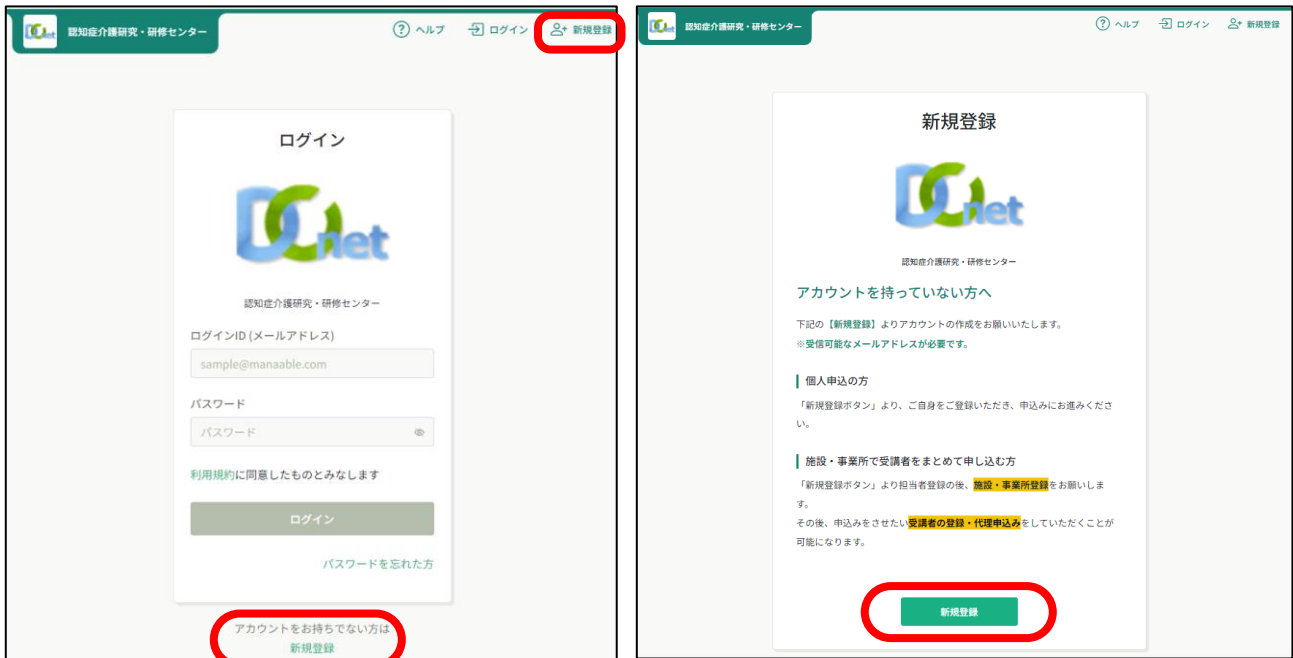 認知症介護研究・研修センター
ヘルプ
ログイン
新規登録
ログイン
DCnet
認知症介護研究・研修センター
ログインID (メールアドレス)
sample@manaable.com
パスワード
パスワード
利用規約に同意したものとみなします
ログイン
パスワードを忘れた方
アカウントをお持ちでない方は
新規登録
認知症介護研究・研修センター
ヘルプ
ログイン
新規登録
新規登録
DCnet
認知症介護研究・研修センター
アカウントを持っていない方へ
下記の【新規登録】よりアカウントの作成をお願いいたします。
※受信可能なメールアドレスが必要です。
個人申込の方
「新規登録ボタン」より、ご自身をご登録いただき、申込みにお進みくださ
い。
施設・事業所で受講者をまとめて申し込む方
「新規登録ボタン」より担当者登録の後、施設・事業所登録をお願いしま
す。
その後、申込みをさせたい受講者の登録・代理申込みをしていただくことが
可能になります。
新規登録